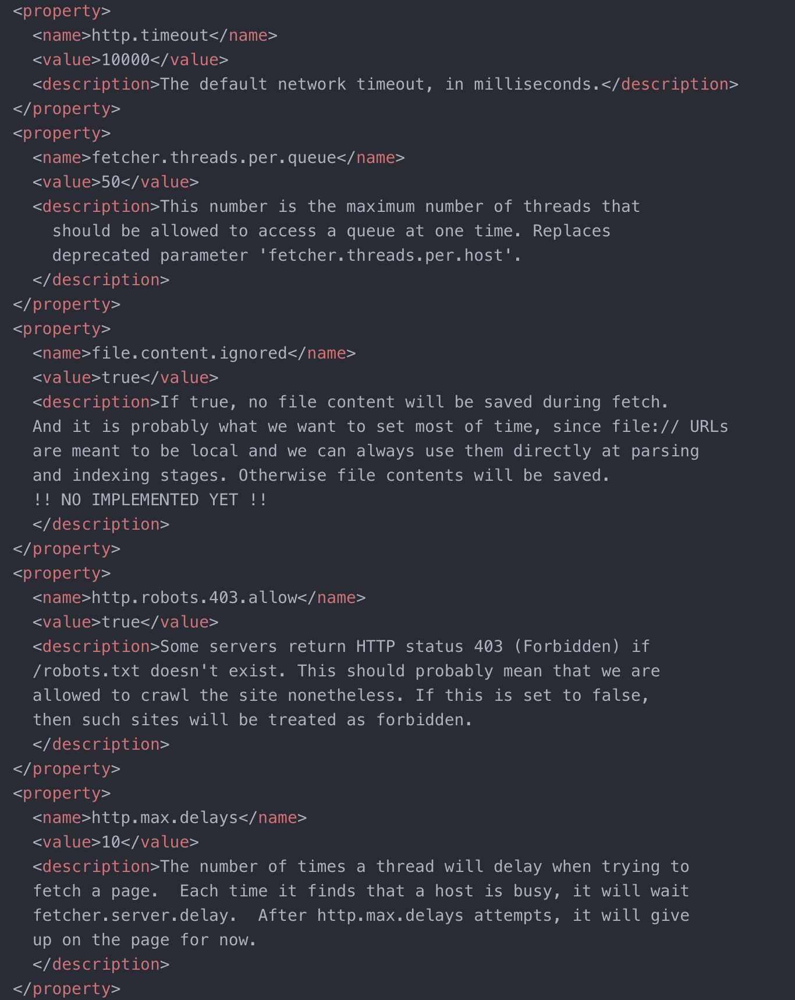 <property>
  <name>http.timeout</name>
  <value>10000</value>
  <description>The default network timeout, in milliseconds.</description>
</property>
<property>
  <name>fetcher.threads.per.queue</name>
  <value>50</value>
  <description>This number is the maximum number of threads that
    should be allowed to access a queue at one time. Replaces
    deprecated parameter 'fetcher.threads.per.host'.
  </description>
</property>
<property>
  <name>file.content.ignored</name>
  <value>true</value>
  <description>If true, no file content will be saved during fetch.
  And it is probably what we want to set most of time, since file:// URLs
  are meant to be local and we can always use them directly at parsing
  and indexing stages. Otherwise file contents will be saved.
  !! NO IMPLEMENTED YET !!
  </description>
</property>
<property>
  <name>http.robots.403.allow</name>
  <value>true</value>
  <description>Some servers return HTTP status 403 (Forbidden) if
  /robots.txt doesn't exist. This should probably mean that we are
  allowed to crawl the site nonetheless. If this is set to false,
  then such sites will be treated as forbidden.
  </description>
</property>
<property>
  <name>http.max.delays</name>
  <value>10</value>
  <description>The number of times a thread will delay when trying to
  fetch a page.  Each time it finds that a host is busy, it will wait
  fetcher.server.delay.  After http.max.delays attempts, it will give
  up on the page for now.
  </description>
</property>